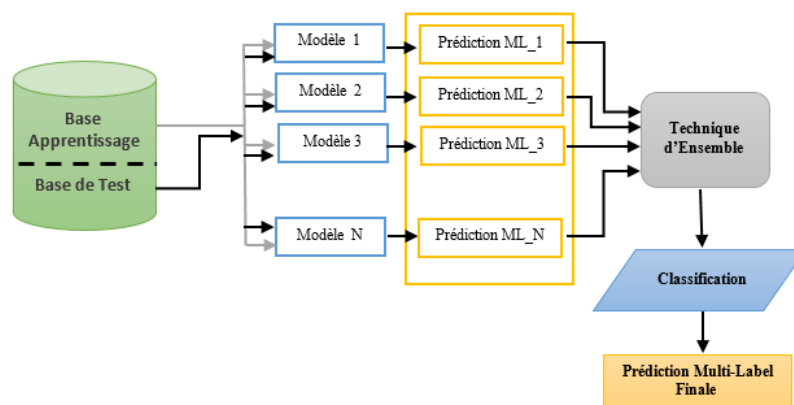 Base
Apprentissage
Base de Test
Modèle 1
Modèle 2
Modèle 3
Modèle N
Prédiction ML_1
Prédiction ML_2
Prédiction ML_3
Prédiction ML_N
Technique
d'Ensemble
Classification
Prédiction Multi-Label
Finale